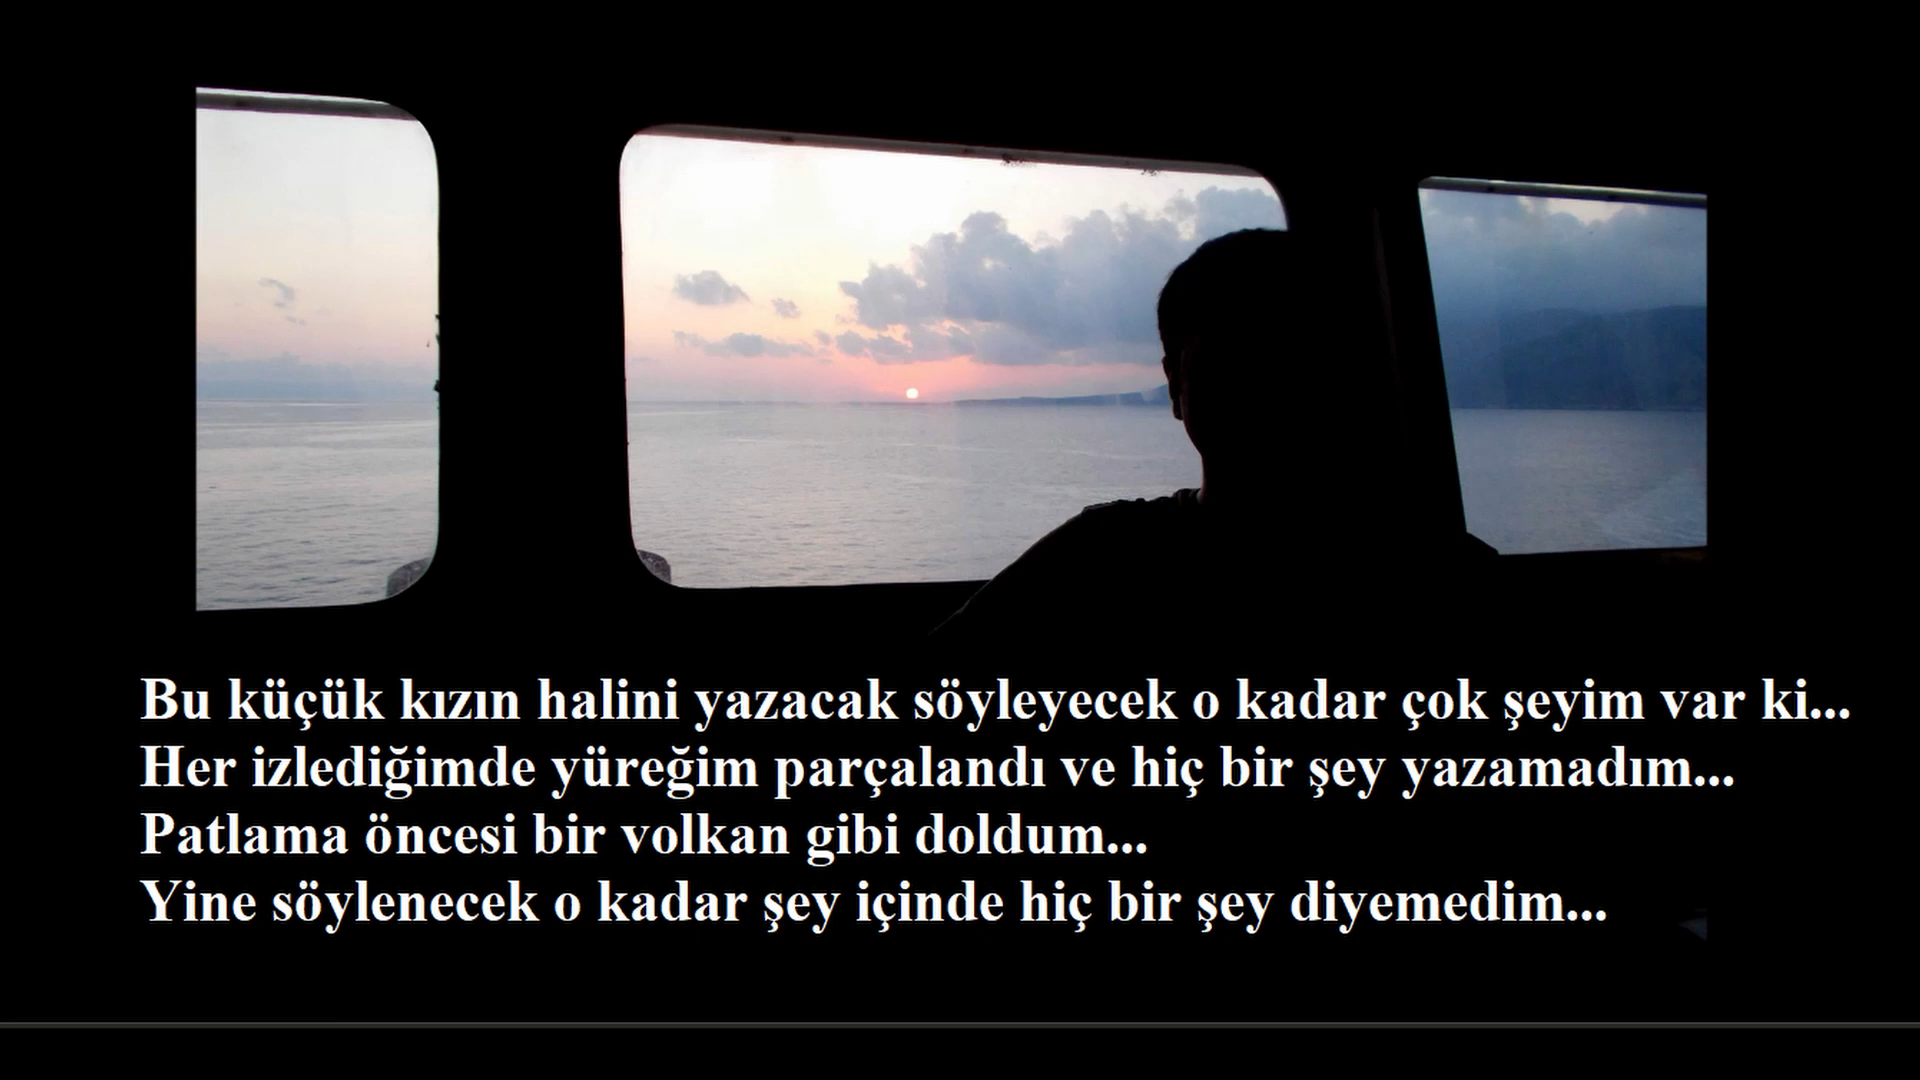 Bu küçük kızın halini yazacak söyleyecek o kadar çok şeyim var ki...
Her izlediğimde yüreğim parçalandı ve hiç bir şey yazamadım...
Patlama öncesi bir volkan gibi doldum...
Yine söylenecek o kadar şey içinde hiç bir şey diyemedim...